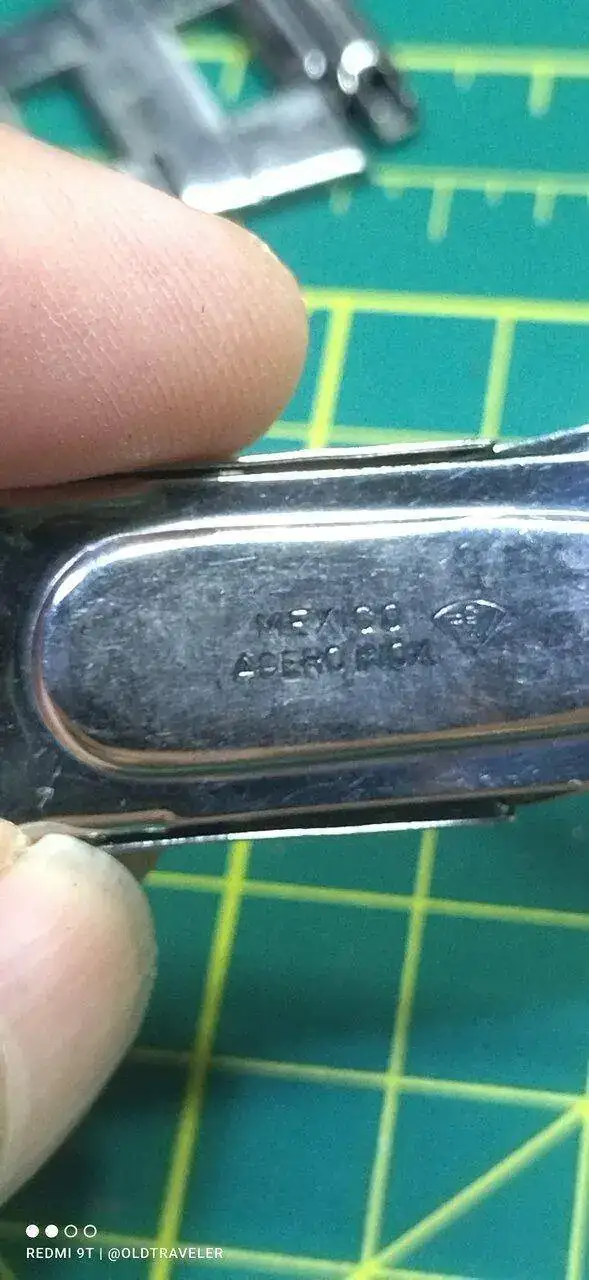 MEXICO
ACERO INOX.
REDMI 9T | @OLDTRAVELER